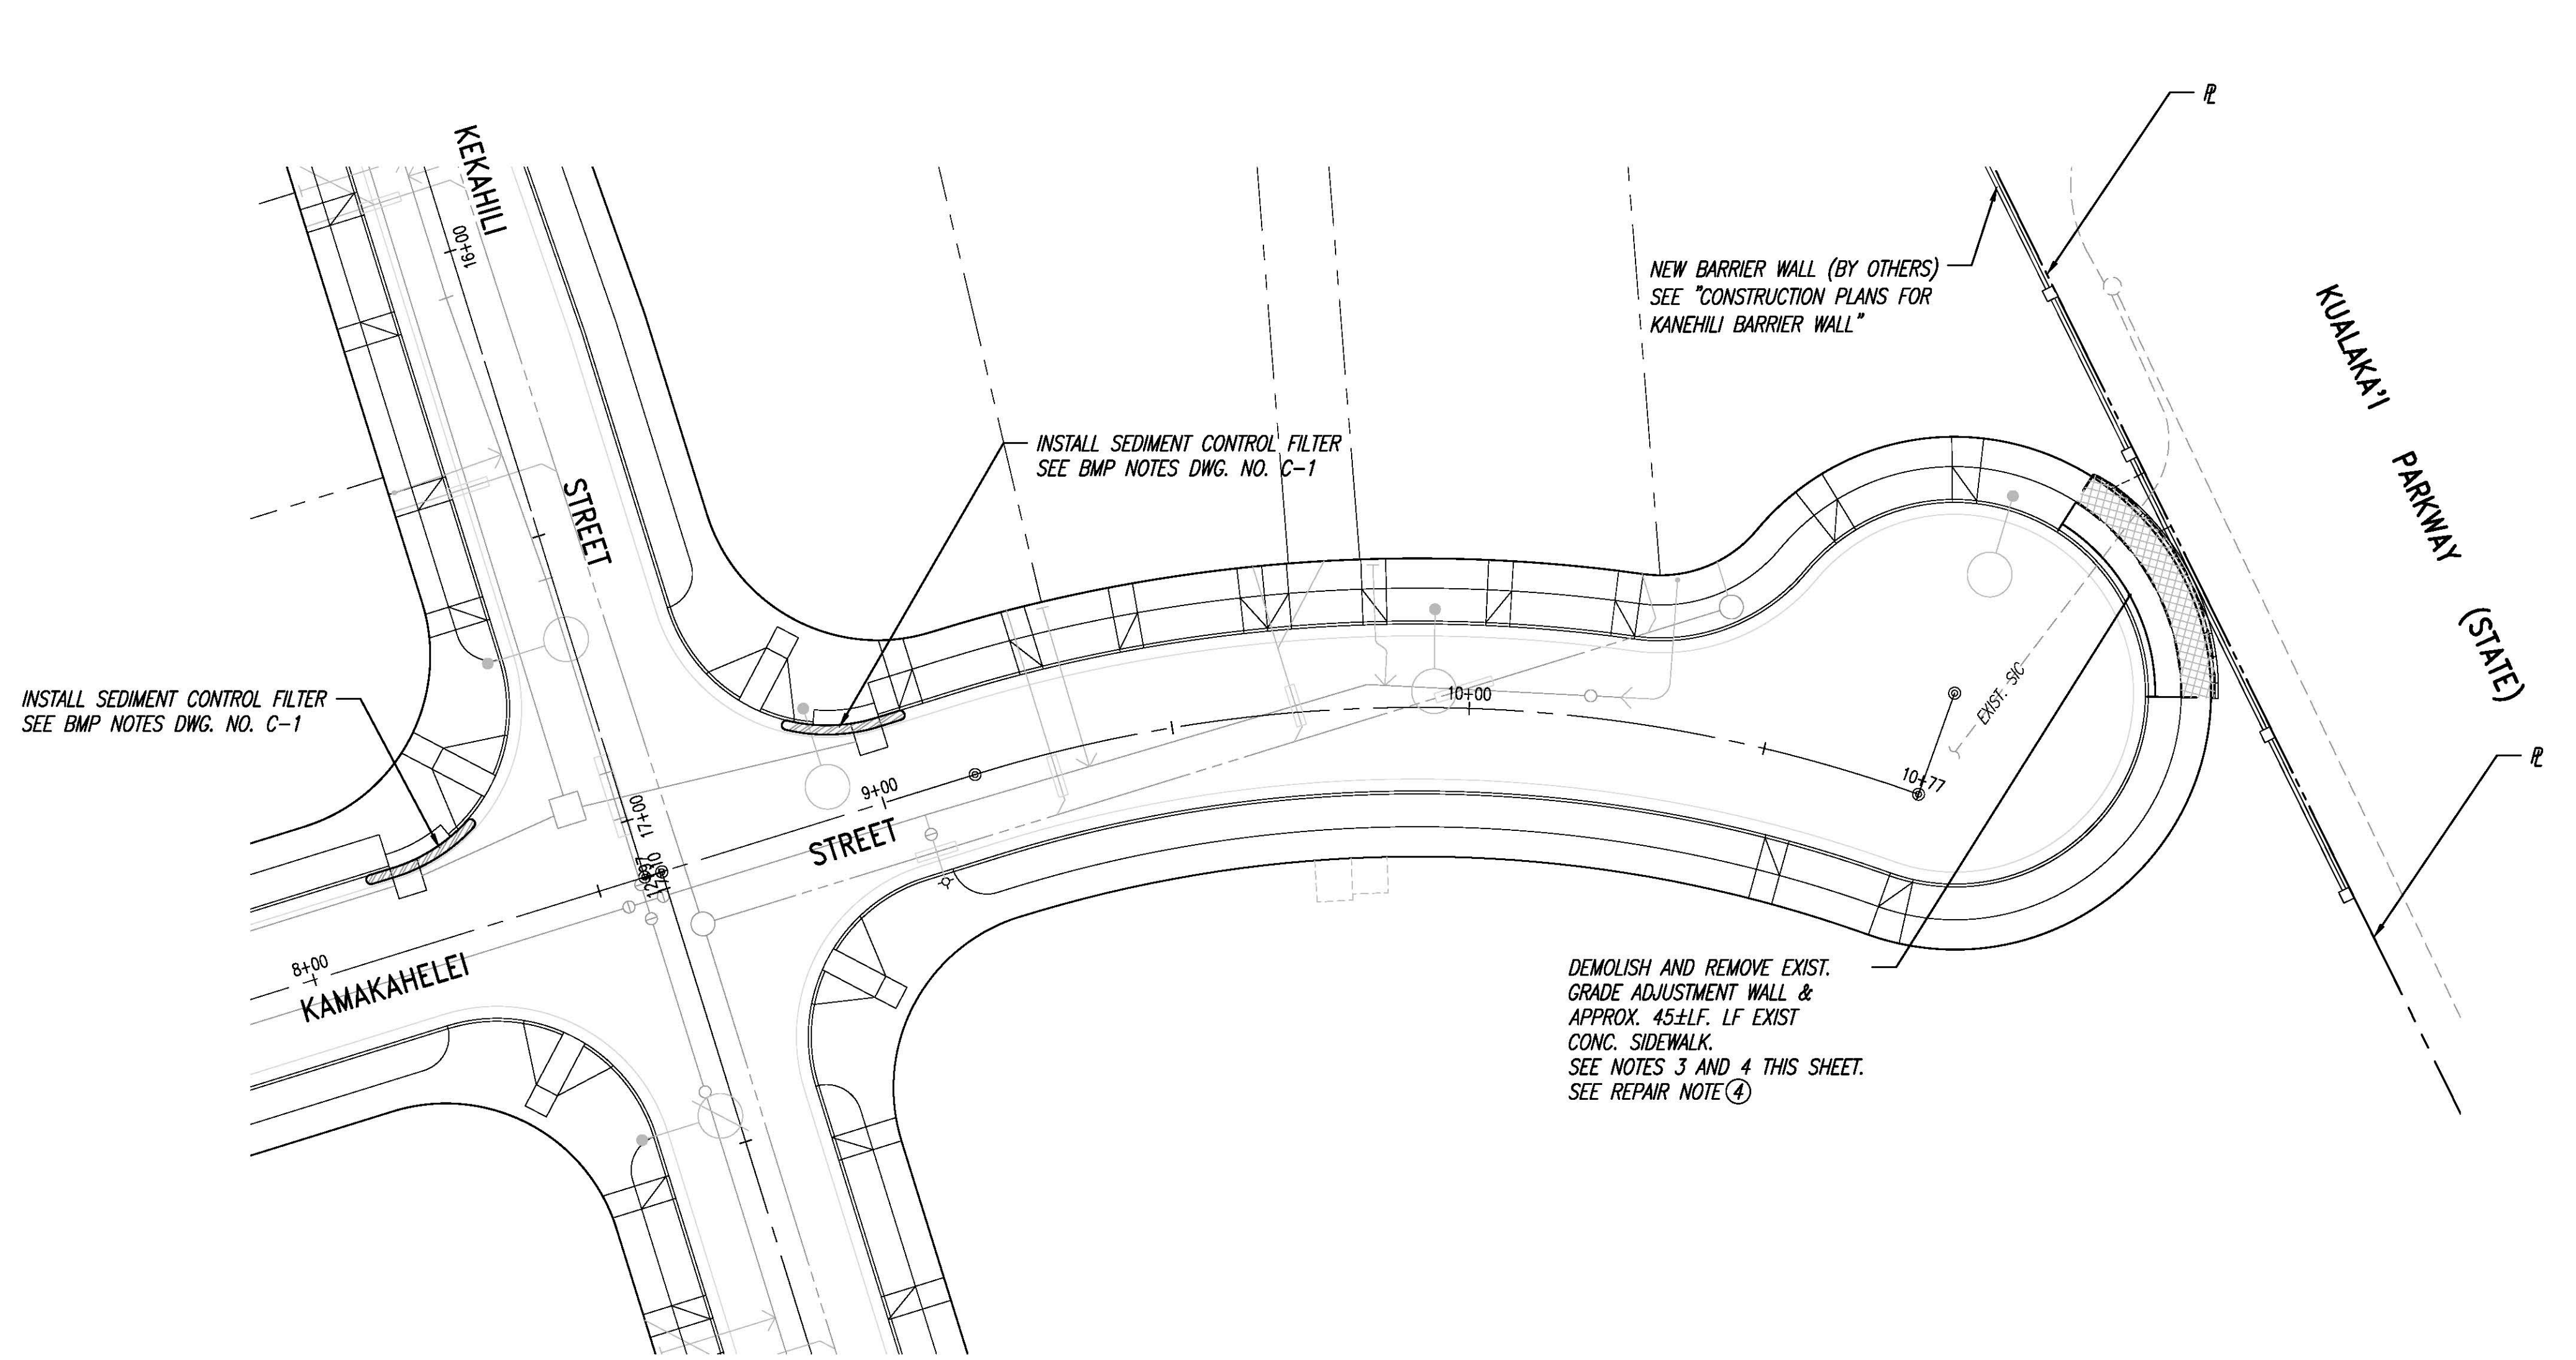 ℄
KEKAHILI
STREET
16+00
NEW BARRIER WALL (BY OTHERS)
SEE "CONSTRUCTION PLANS FOR
KANEHILI BARRIER WALL"
KUALAKA'I PARKWAY (STATE)
INSTALL SEDIMENT CONTROL FILTER
SEE BMP NOTES DWG. NO. C-1
INSTALL SEDIMENT CONTROL FILTER
SEE BMP NOTES DWG. NO. C-1
10+00
EXIST. SIC
9+00
10+77
17+00
STREET
8+00
KAMAKAHELEI
DEMOLISH AND REMOVE EXIST.
GRADE ADJUSTMENT WALL &
APPROX. 45±LF. LF EXIST
CONC. SIDEWALK.
SEE NOTES 3 AND 4 THIS SHEET.
SEE REPAIR NOTE ④